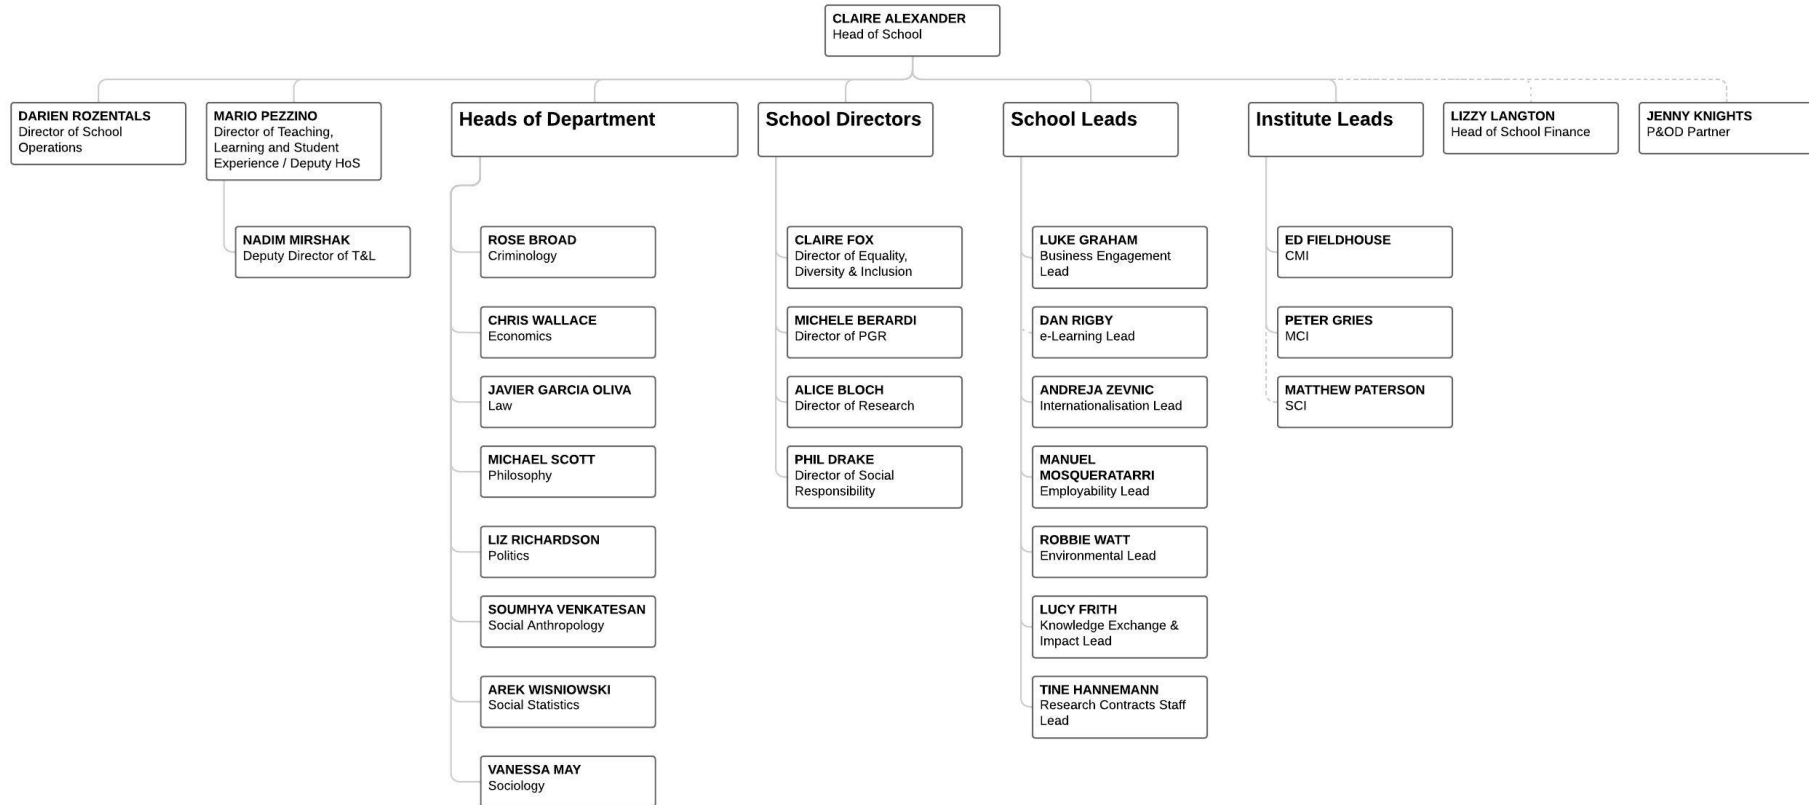 CLAIRE ALEXANDER
Head of School
DARIEN ROZENTALS
Director of School
Operations
MARIO PEZZINO
Director of Teaching,
Learning and Student
Experience / Deputy HoS
NADIM MIRSHAK
Deputy Director of T&L
Heads of Department
ROSE BROAD
Criminology
CHRIS WALLACE
Economics
JAVIER GARCIA OLIVA
Law
MICHAEL SCOTT
Philosophy
LIZ RICHARDSON
Politics
SOUMHYA VENKATESAN
Social Anthropology
AREK WISNIOWSKI
Social Statistics
VANESSA MAY
Sociology
School Directors
CLAIRE FOX
Director of Equality,
Diversity & Inclusion
MICHELE BERARDI
Director of PGR
ALICE BLOCH
Director of Research
PHIL DRAKE
Director of Social
Responsibility
School Leads
LUKE GRAHAM
Business Engagement
Lead
DAN RIGBY
e-Learning Lead
ANDREJA ZEVNIC
Internationalisation Lead
MANUEL
MOSQUERATARRI
Employability Lead
ROBBIE WATT
Environmental Lead
LUCY FRITH
Knowledge Exchange &
Impact Lead
TINE HANNEMANN
Research Contracts Staff
Lead
Institute Leads
ED FIELDHOUSE
CMI
PETER GRIES
MCI
MATTHEW PATERSON
SCI
LIZZY LANGTON
Head of School Finance
JENNY KNIGHTS
P&OD Partner